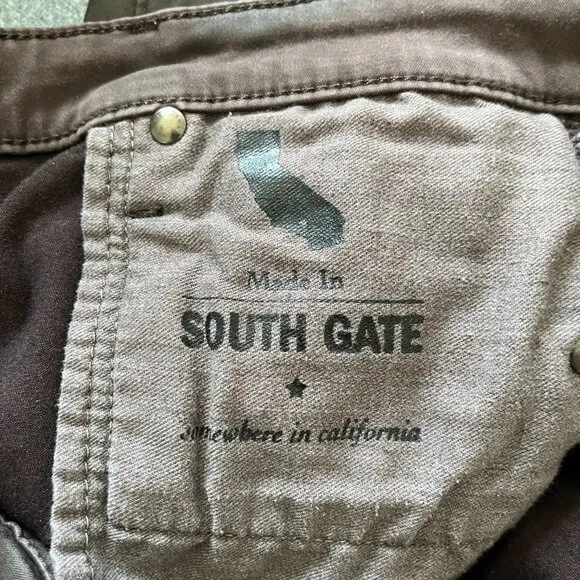 Made In
SOUTH GATE
somewhere in california